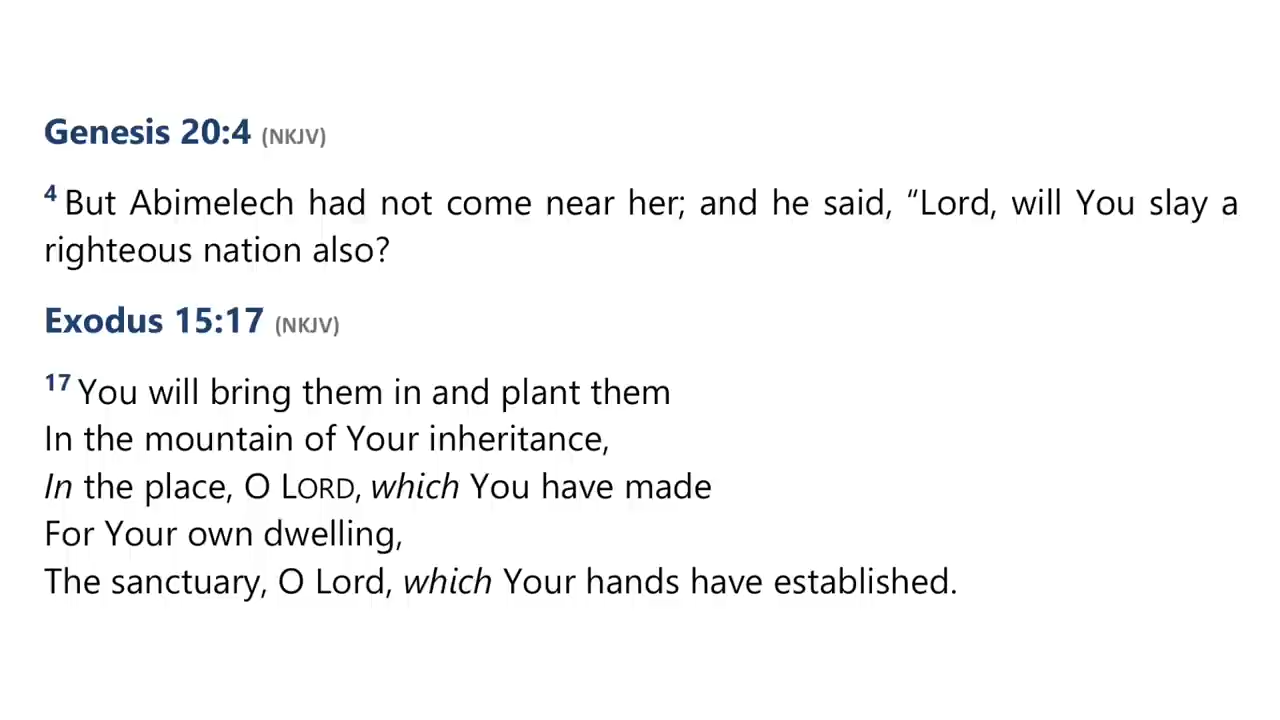 Genesis 20:4 (NKJV)
4 But Abimelech had not come near her; and he said, “Lord, will You slay a
righteous nation also?
Exodus 15:17 (NKJV)
17 You will bring them in and plant them
In the mountain of Your inheritance,
In the place, O LORD, which You have made
For Your own dwelling,
The sanctuary, O Lord, which Your hands have established.